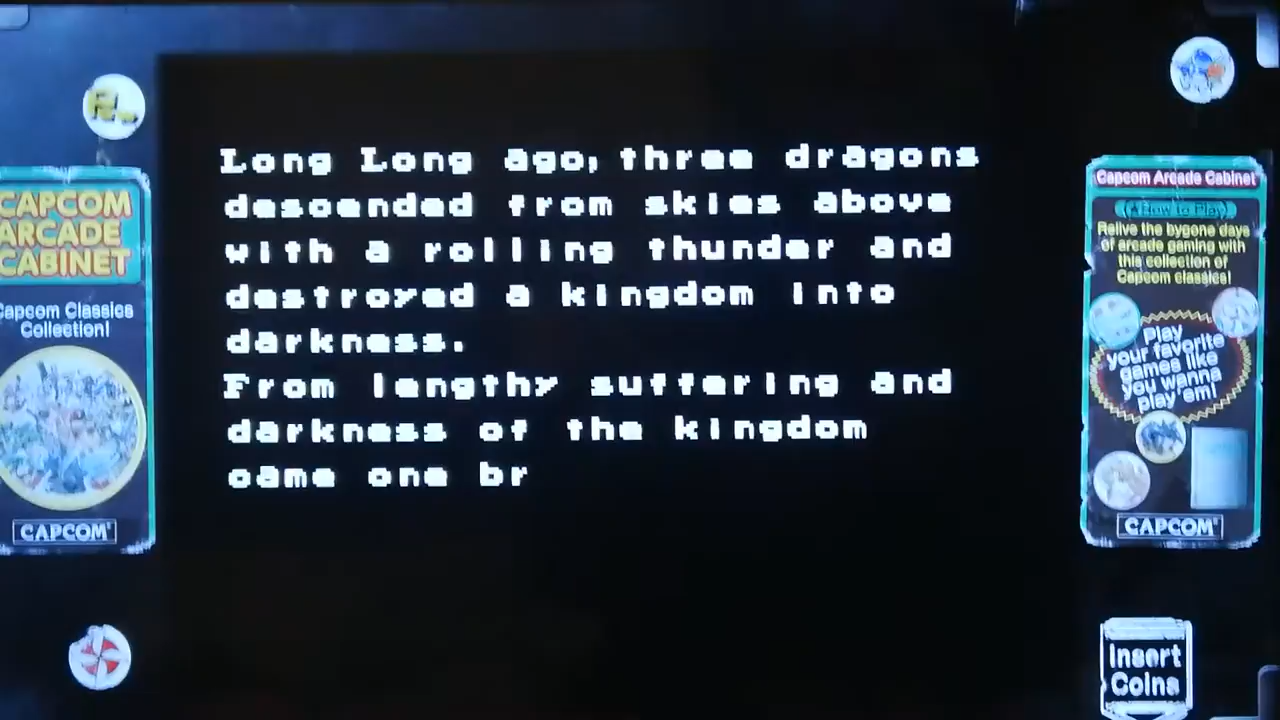 CAPCOM
ARCADE
CABINET
Capcom Classics
Collection!
CAPCOM
Long Long ago, three dragons
descended from skies above
with a rolling thunder and
destroyed a kingdom into
darkness.
From lengthy suffering and
darkness of the kingdom
came one br
Capcom Arcade Cabinet
How to Play
Relive the bygone days
of arcade gaming with
this collection of
Capcom classics!
Play
your favorite
games like
you wanna
play 'em!
CAPCOM
Insert
Coins